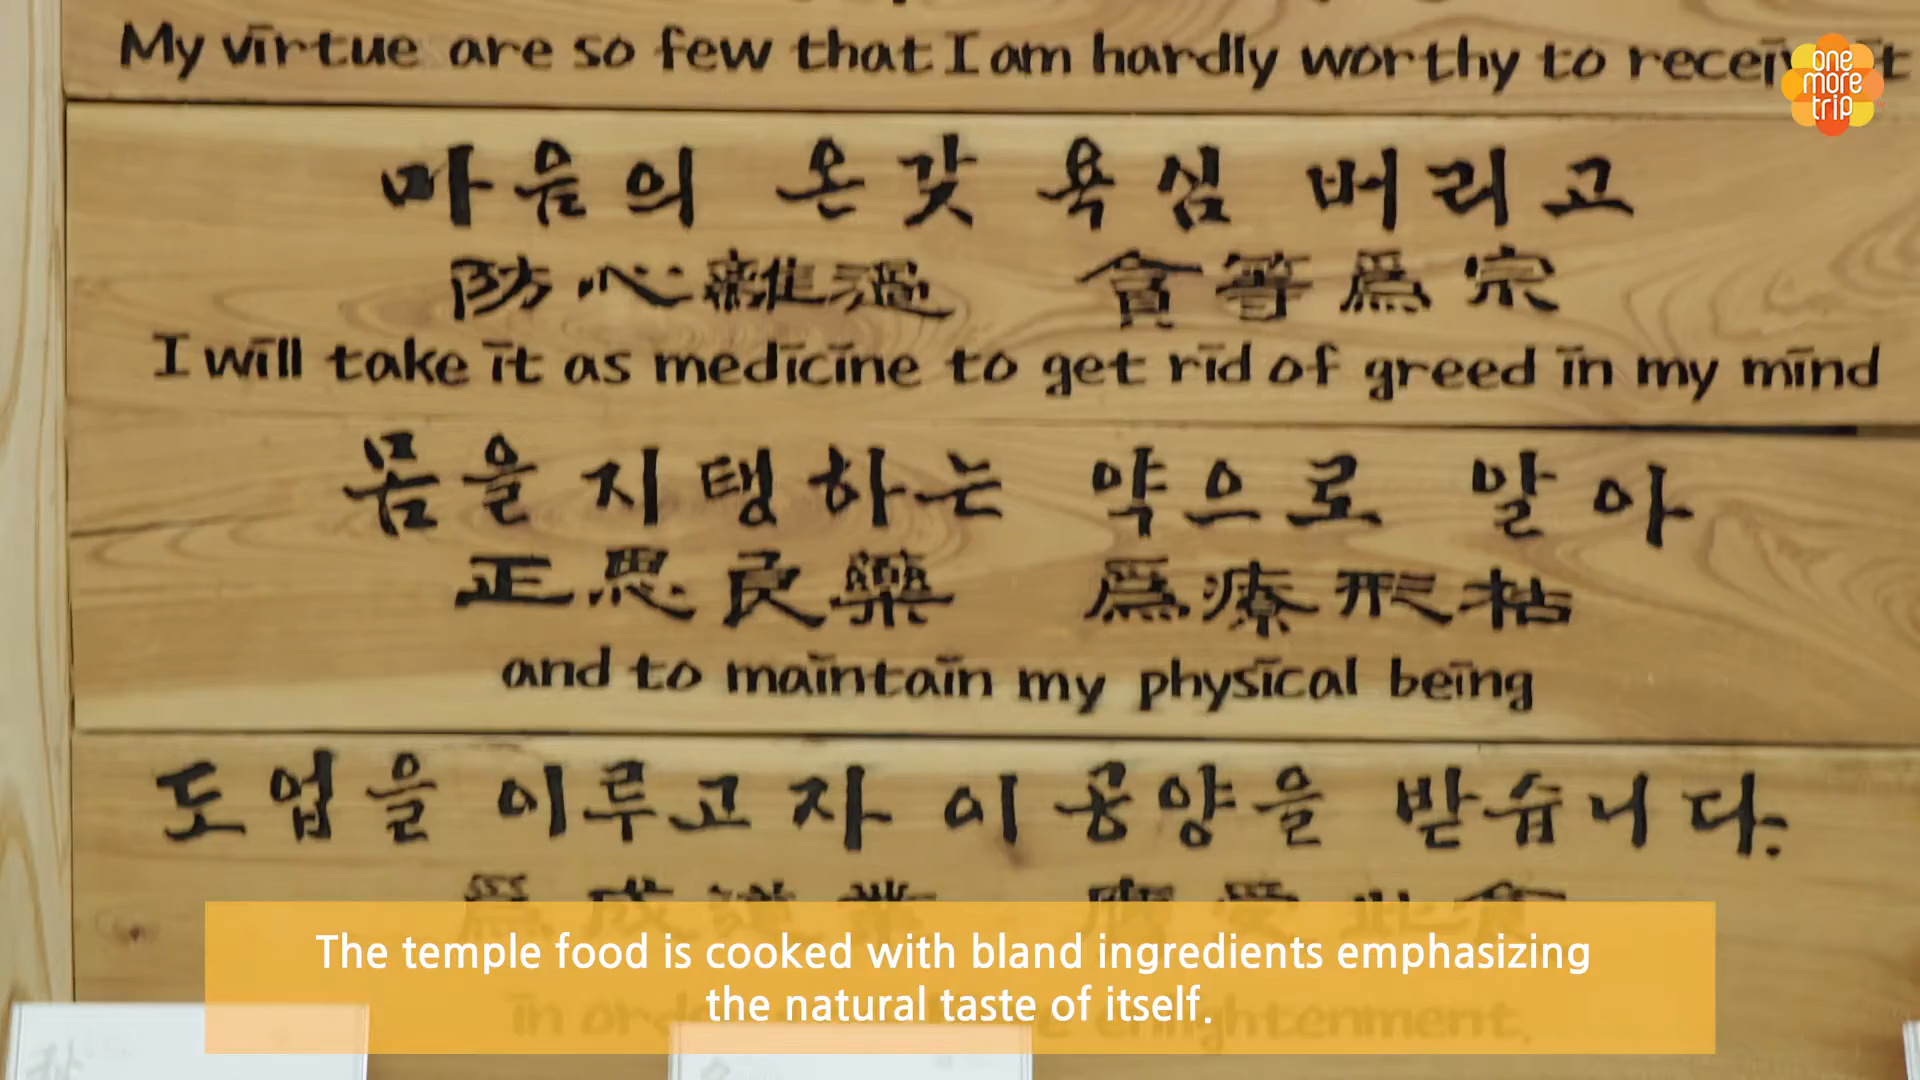 My virtue are so few that I am hardly worthy to receive it
one
more
trip
마음의 온갖 욕심 버리고
防心離過 貪等爲宗
I will take it as medicine to get rid of greed in my mind
몸을 지탱하는 약으로 알아
正思良藥 爲療形枯
and to maintain my physical being
도업을 이루고자 이 공양을 받습니다.
The temple food is cooked with bland ingredients emphasizing
the natural taste of itself.
enlightenment.